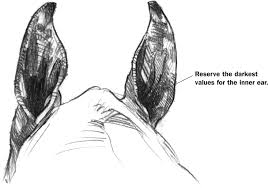 Reserve the darkest
values for the inner ear.